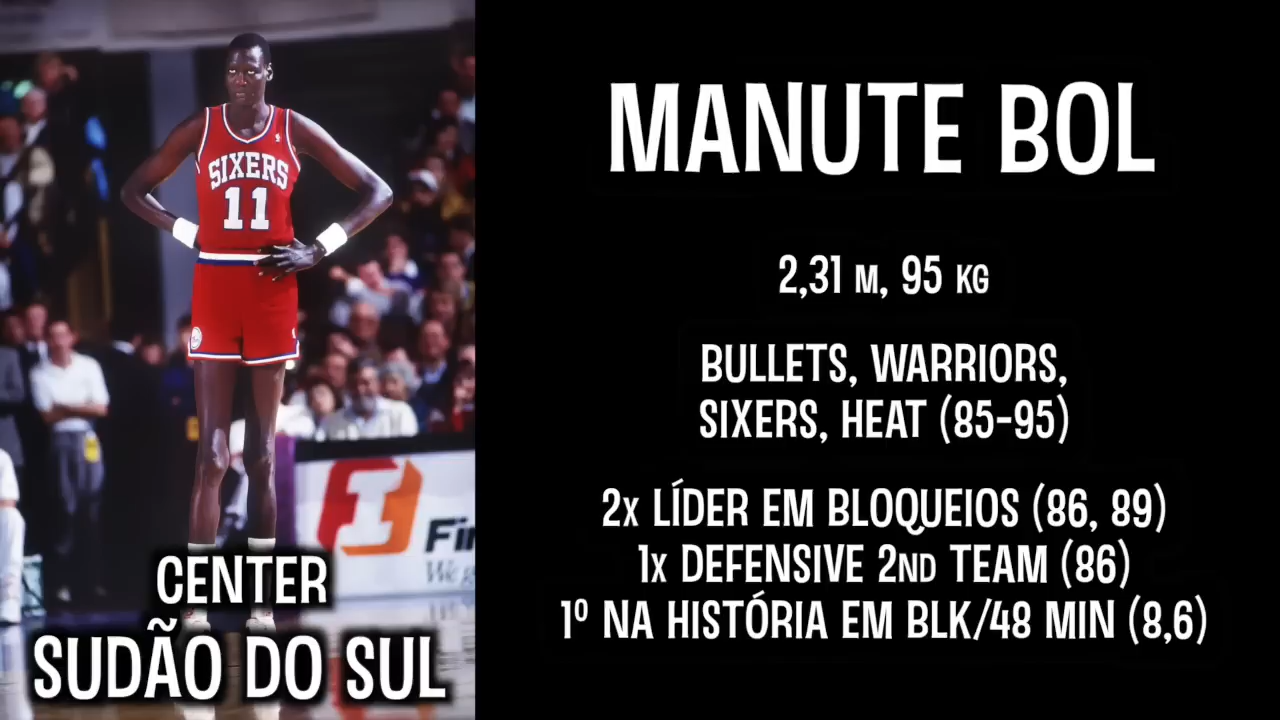 SIXERS
11
Fir
We g
CENTER
SUDÃO DO SUL
MANUTE BOL
2,31 M, 95 KG
BULLETS, WARRIORS,
SIXERS, HEAT (85-95)
2x LÍDER EM BLOQUEIOS (86, 89)
1x DEFENSIVE 2ND TEAM (86)
1º NA HISTÓRIA EM BLK/48 MIN (8,6)